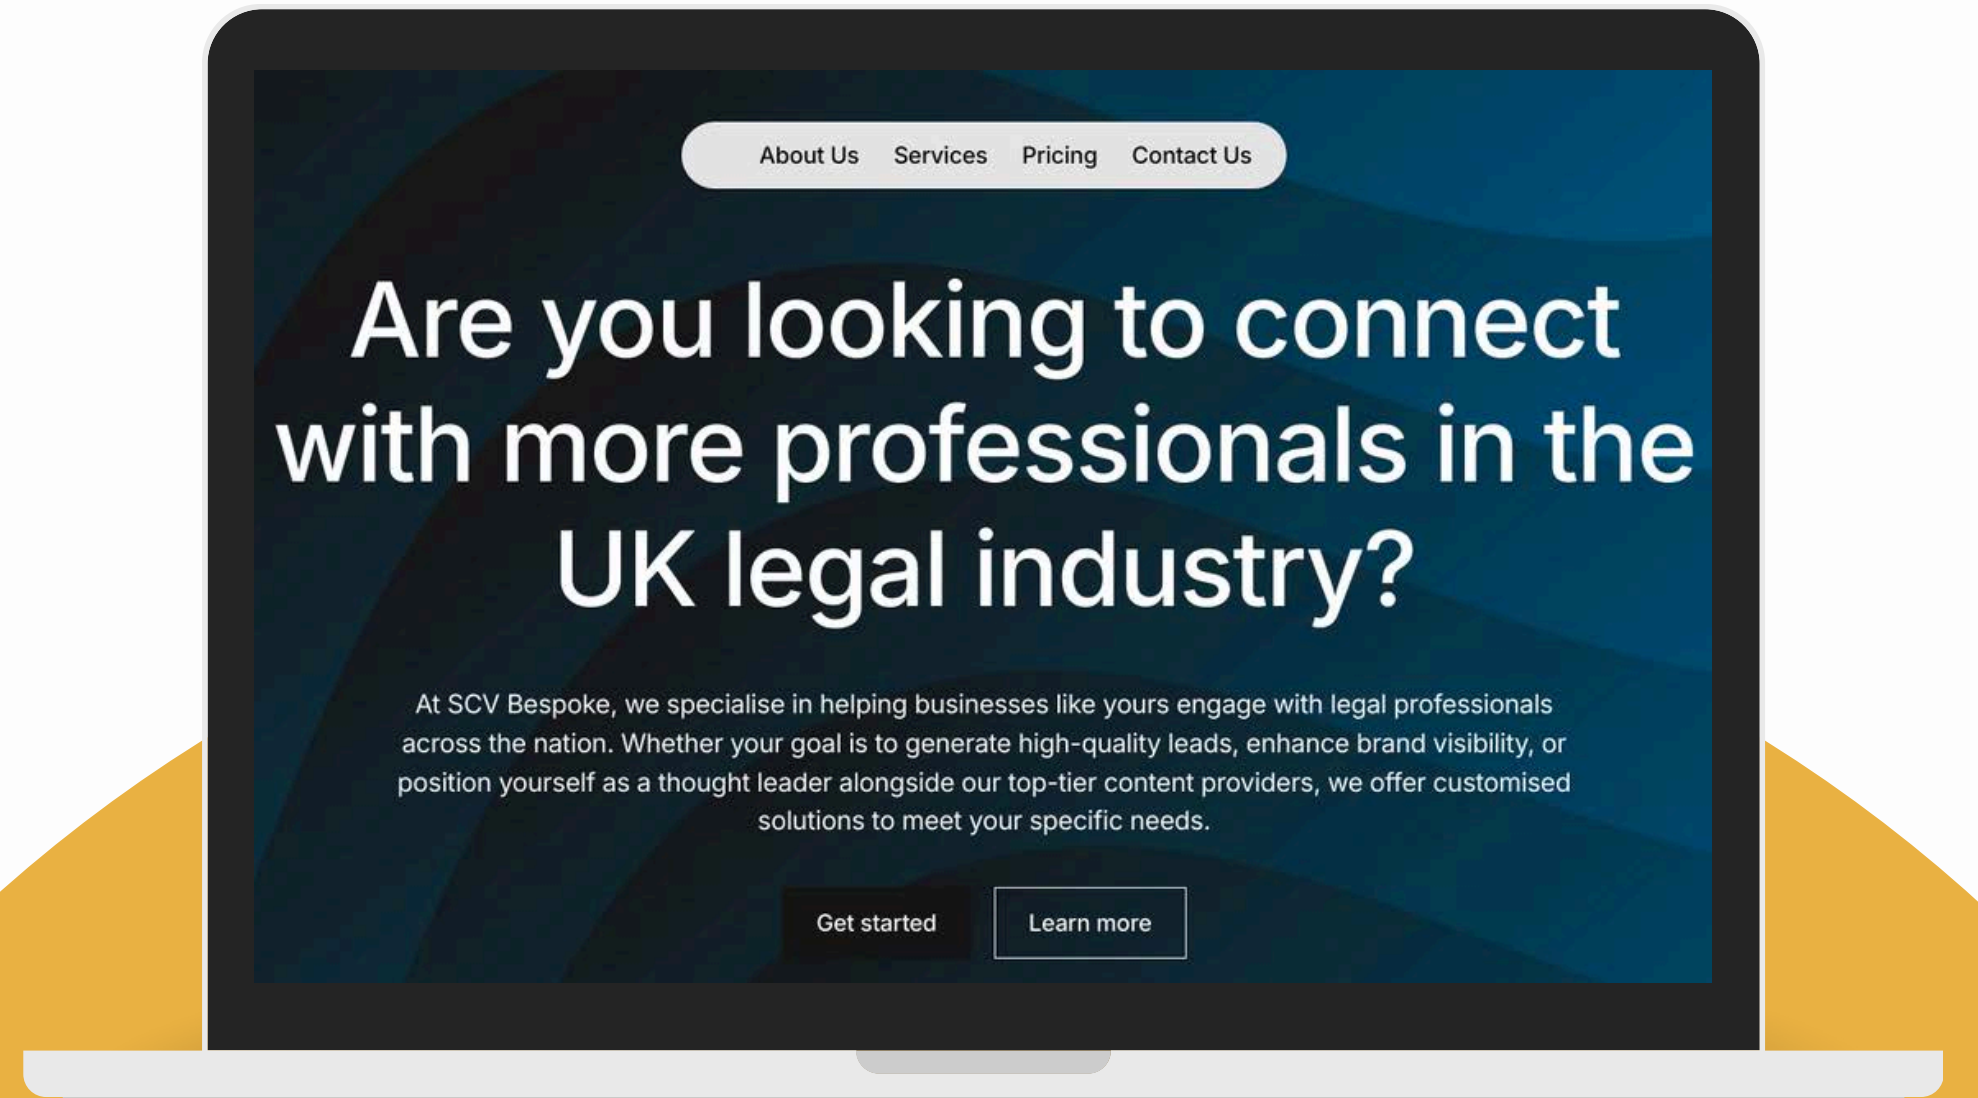 About Us Services Pricing Contact Us
Are you looking to connect
with more professionals in the
UK legal industry?
At SCV Bespoke, we specialise in helping businesses like yours engage with legal professionals
across the nation. Whether your goal is to generate high-quality leads, enhance brand visibility, or
position yourself as a thought leader alongside our top-tier content providers, we offer customised
solutions to meet your specific needs.
Get started Learn more